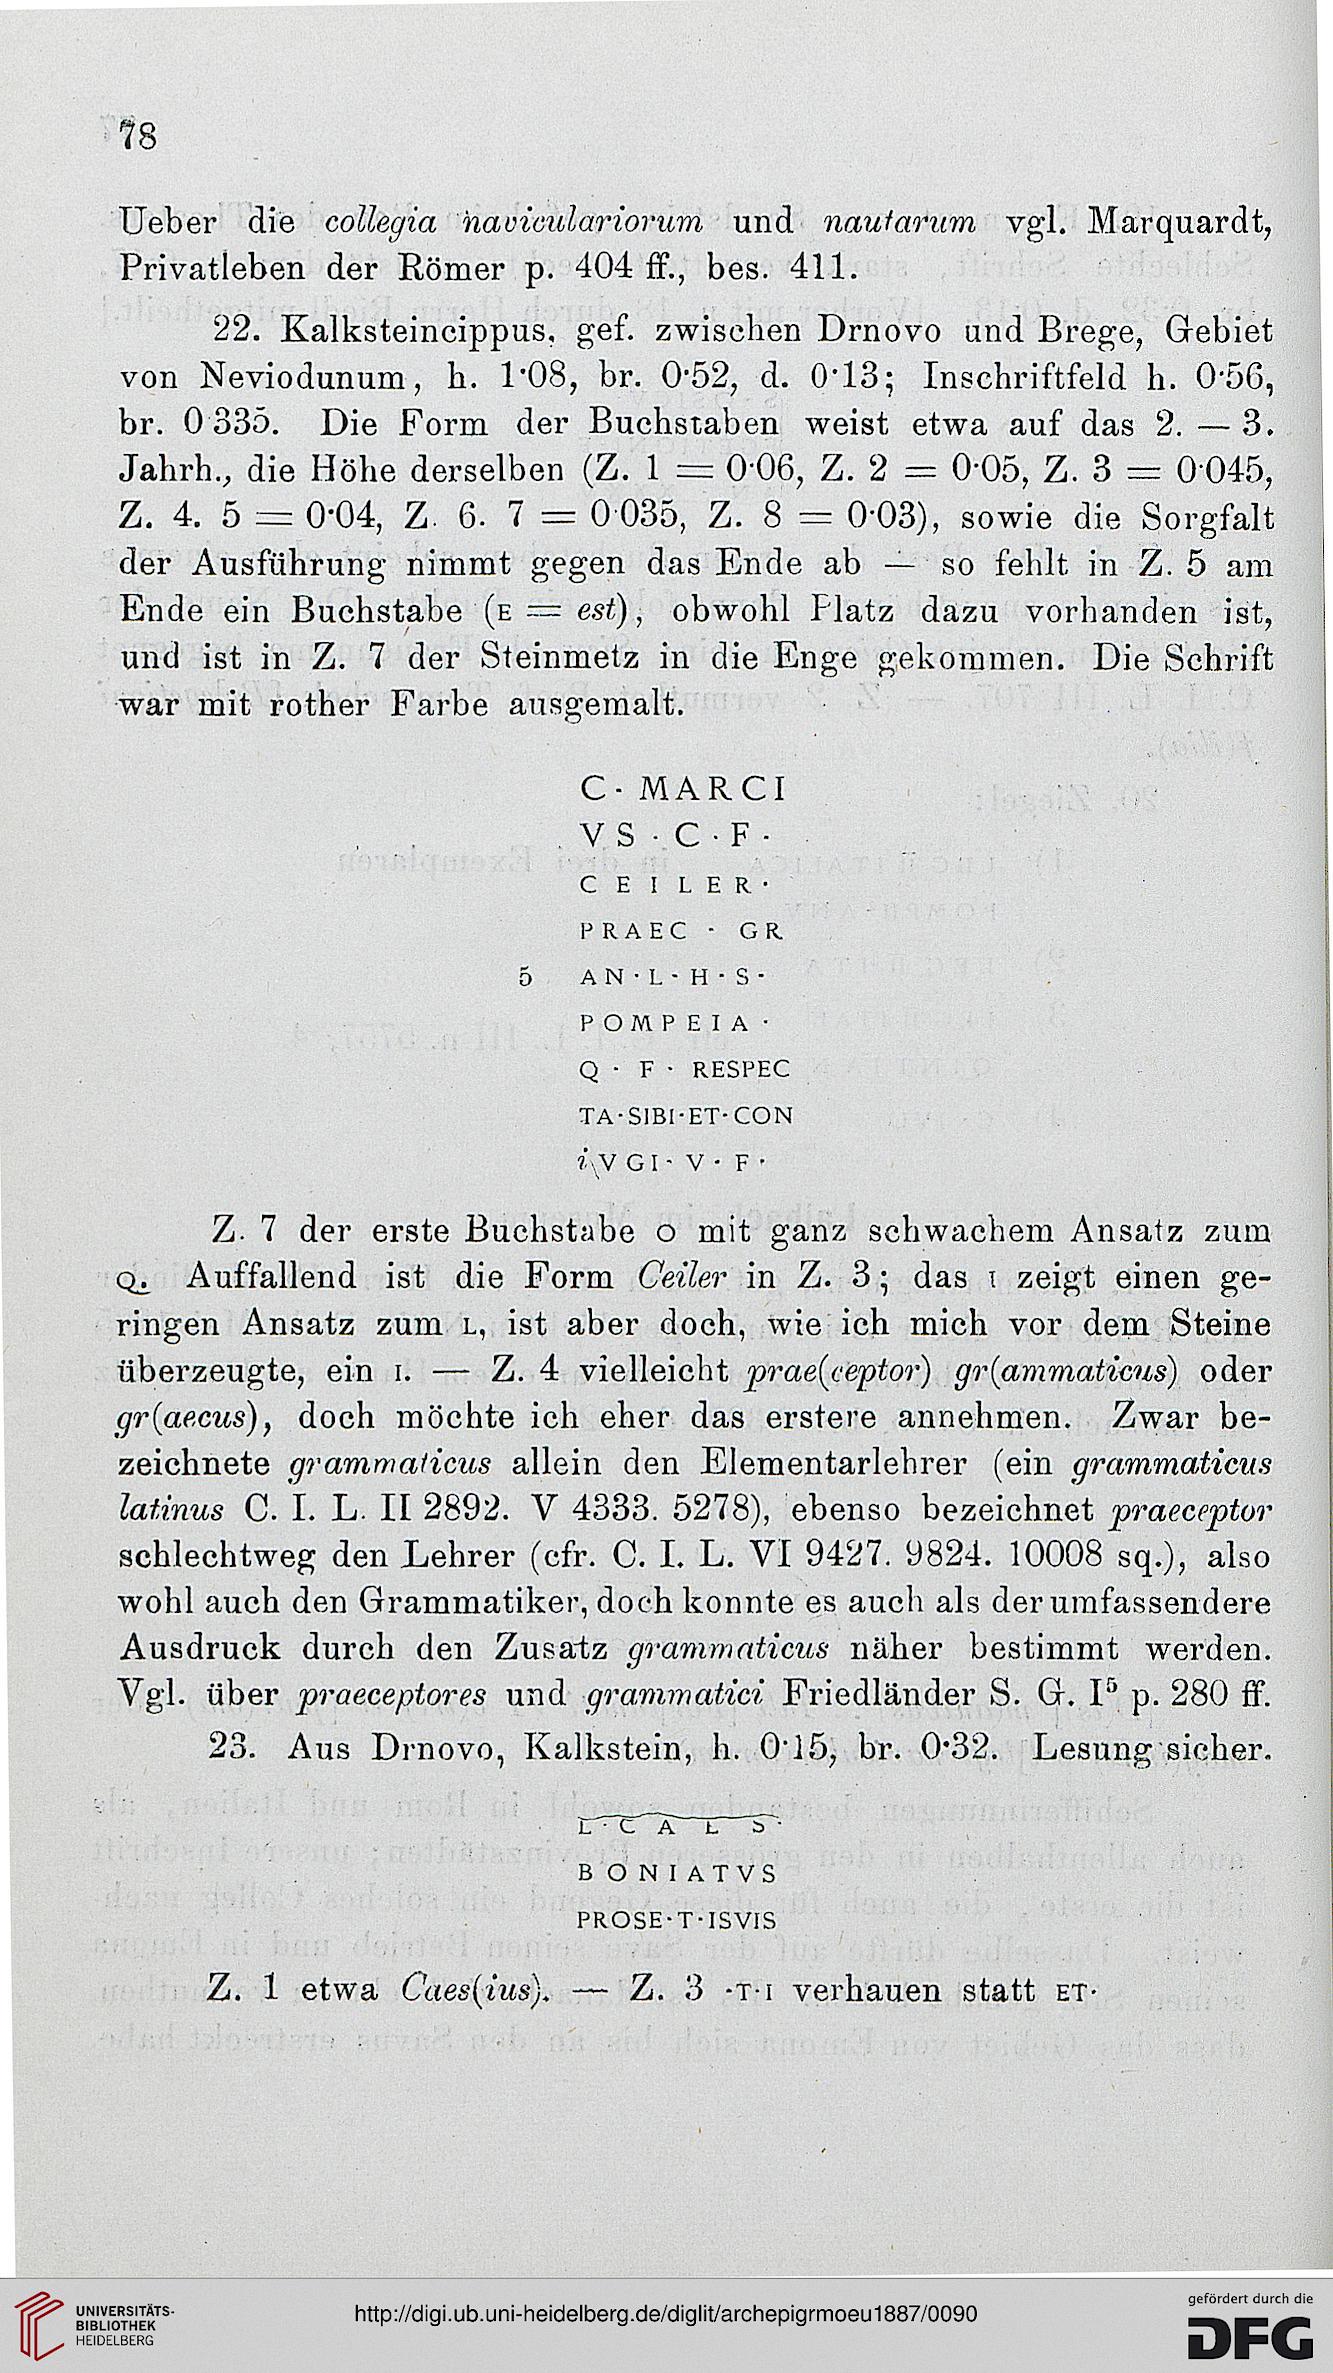 78
Ueber die collegia naviculariorum und nautarum vgl. Marquardt,
Privatleben der Römer p. 404 ff., bes. 411.
22. Kalksteincippus, gef. zwischen Drnovo und Brege, Gebiet
von Neviodunum, h. 1·08, br. 0·52, d. 0·13; Inschriftfeld h. 0·56,
br. 0·335. Die Form der Buchstaben weist etwa auf das 2. — 3.
Jahrh., die Höhe derselben (Z. 1 = 0·06, Z. 2 = 0·05, Z. 3 = 0·045,
Z. 4. 5 = 0·04, Z. 6. 7 = 0·035, Z. 8 = 0·03), sowie die Sorgfalt
der Ausführung nimmt gegen das Ende ab — so fehlt in Z. 5 am
Ende ein Buchstabe (E = est), obwohl Platz dazu vorhanden ist,
und ist in Z. 7 der Steinmetz in die Enge gekommen. Die Schrift
war mit rother Farbe ausgemalt.
C · MARCI
VS · C · F ·
CEILER ·
PRAEC · GR
5 AN · L · H · S ·
POMPEIA ·
Q · F · RESPEC
TA · SIBI · ET · CON
i\VGI · V · F ·
Z. 7 der erste Buchstabe O mit ganz schwachem Ansatz zum
Q. Auffallend ist die Form Ceiler in Z. 3; das I zeigt einen ge-
ringen Ansatz zum L, ist aber doch, wie ich mich vor dem Steine
überzeugte, ein I. — Z. 4 vielleicht prae(ceptor) gr(ammaticus) oder
gr(aecus), doch möchte ich eher das erstere annehmen. Zwar be-
zeichnete grammaticus allein den Elementarlehrer (ein grammaticus
latinus C. I. L. II 2892. V 4333. 5278), ebenso bezeichnet praeceptor
schlechtweg den Lehrer (cfr. C. I. L. VI 9427. 9824. 10008 sq.), also
wohl auch den Grammatiker, doch konnte es auch als der umfassendere
Ausdruck durch den Zusatz grammaticus näher bestimmt werden.
Vgl. über praeceptores und grammatici Friedländer S. G. I⁵ p. 280 ff.
23. Aus Drnovo, Kalkstein, h. 0·15, br. 0·32. Lesung sicher.
L · C A E S ·
BONIATVS
PROSE · T · ISVIS
Z. 1 etwa Caes(ius). — Z. 3 ·T·I verhauen statt ET·
UNIVERSITÄTS-
BIBLIOTHEK
HEIDELBERG
http://digi.ub.uni-heidelberg.de/diglit/archepigrmoeu1887/0090
gefördert durch die
DFG